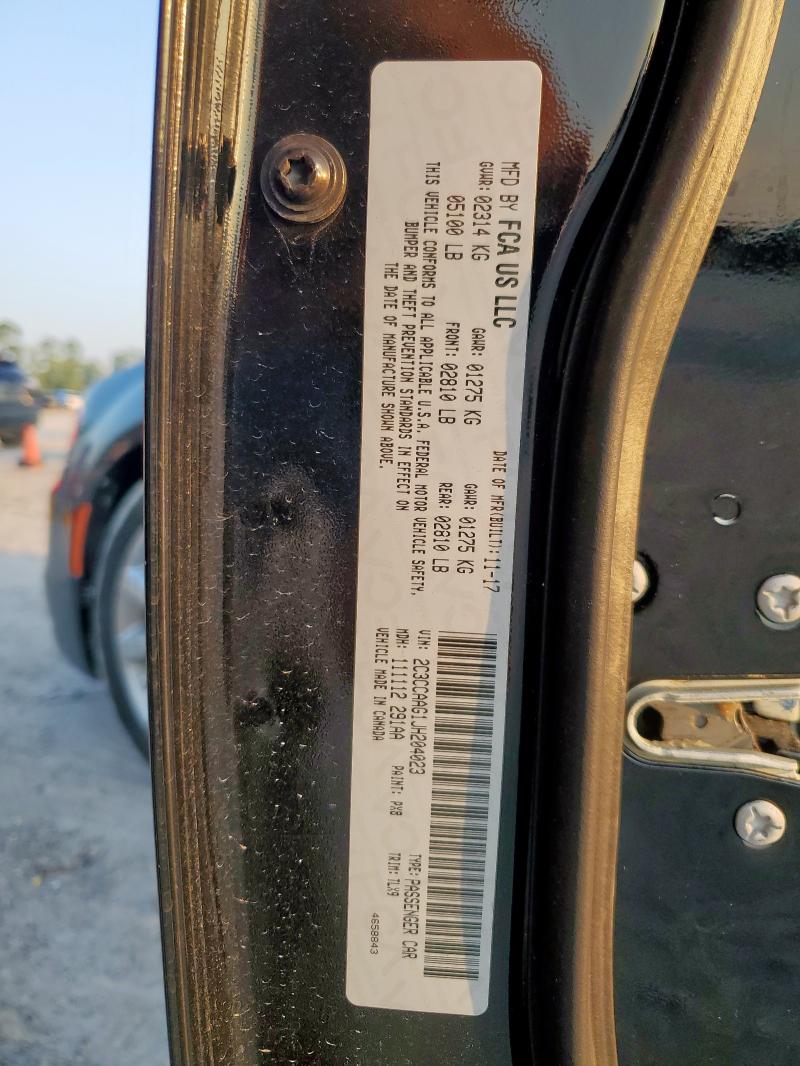 MFD BY FCA US LLC
DATE OF MFR(BUILT): 11-17
GVWR: 02314 KG
GAWR: 01275 KG
GAWR: 01275 KG
05100 LB
FRONT: 02810 LB
REAR: 02810 LB
THIS VEHICLE CONFORMS TO ALL APPLICABLE U.S.A. FEDERAL MOTOR VEHICLE SAFETY,
BUMPER AND THEFT PREVENTION STANDARDS IN EFFECT ON
THE DATE OF MANUFACTURE SHOWN ABOVE.
VIN: 2C3CCAAG1JH204023
TYPE: PASSENGER CAR
MDH: 111112 291AA
PAINT: PX8
TRIM: TLX9
VEHICLE MADE IN CANADA
4658843